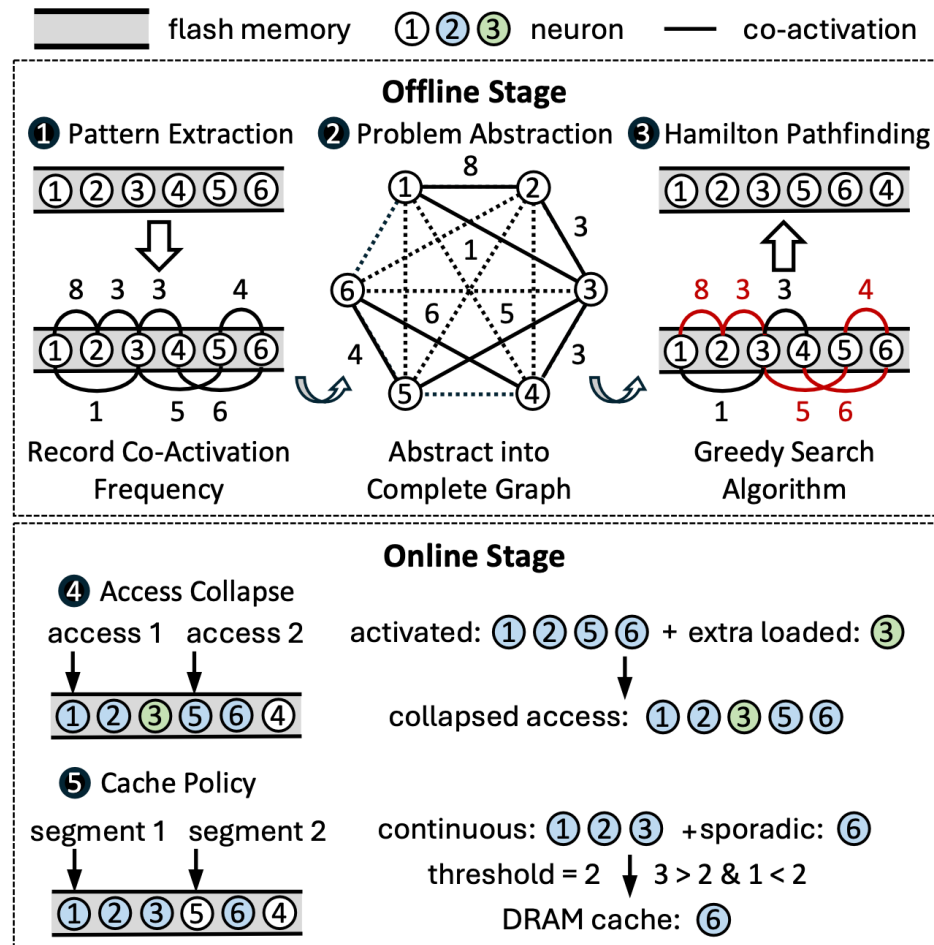 flash memory ① ② ③ neuron co-activation
Offline Stage
❶ Pattern Extraction ❷ Problem Abstraction ❸ Hamilton Pathfinding
① ② ③ ④ ⑤ ⑥
8 3 3 4
① ② ③ ④ ⑤ ⑥
1 5 6
Record Co-Activation
Frequency
8
① ②
3
1
⑥ ③
6 5
4 3
⑤ ④
Abstract into
Complete Graph
① ② ③ ⑤ ⑥ ④
8 3 3 4
① ② ③ ④ ⑤ ⑥
1 5 6
Greedy Search
Algorithm
Online Stage
❹ Access Collapse
access 1 access 2
① ② ③ ⑤ ⑥ ④
activated: ① ② ⑤ ⑥ + extra loaded: ③
collapsed access: ① ② ③ ⑤ ⑥
❺ Cache Policy
segment 1 segment 2
① ② ③ ⑤ ⑥ ④
continuous: ① ② ③ +sporadic: ⑥
threshold = 2 3 > 2 & 1 < 2
DRAM cache: ⑥